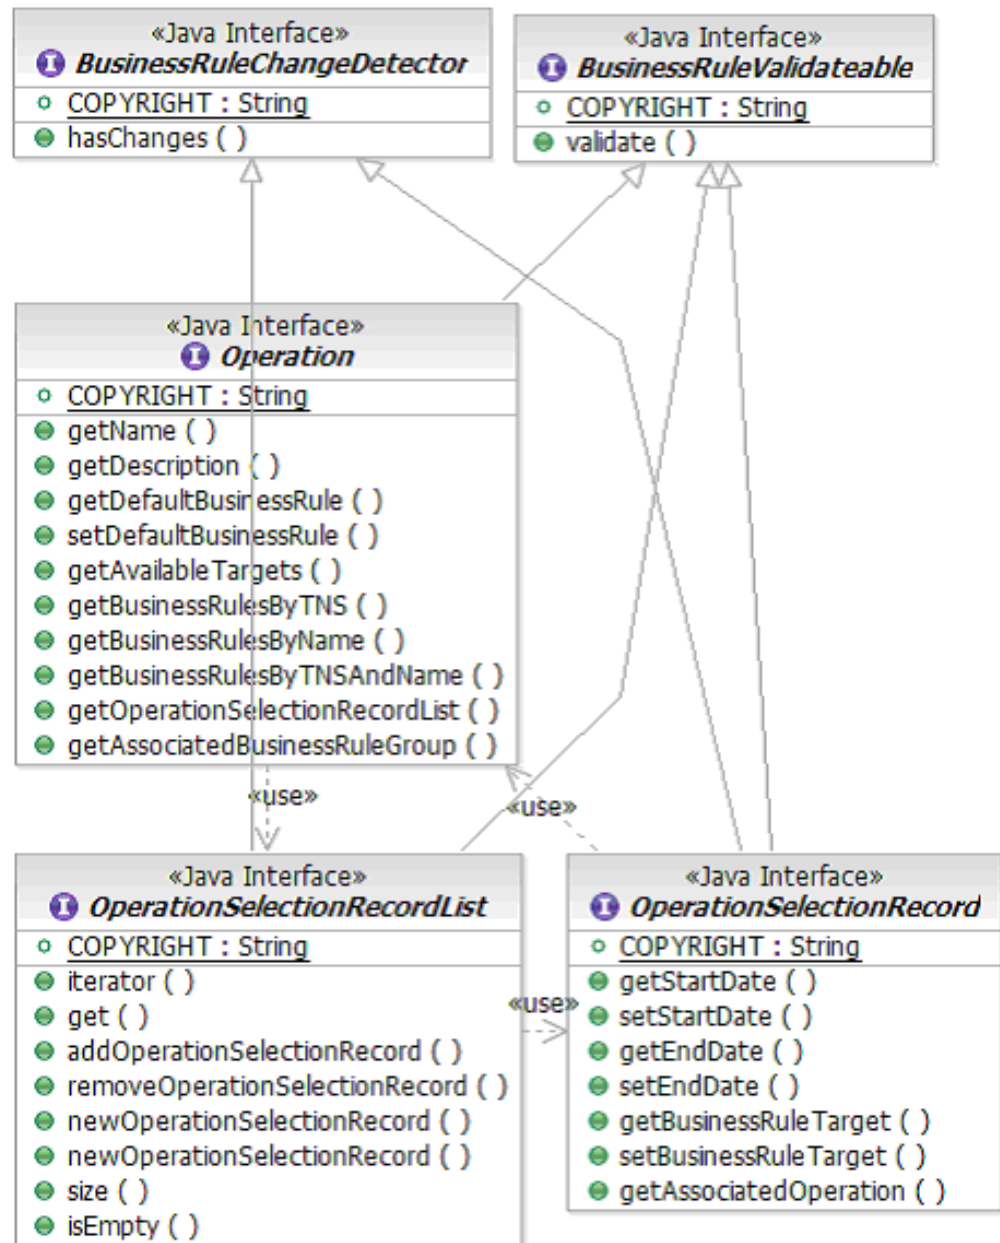 «Java Interface»
BusinessRuleChangeDetector
COPYRIGHT : String
hasChanges ( )
«Java Interface»
BusinessRuleValidateable
COPYRIGHT : String
validate ( )
«Java Interface»
Operation
COPYRIGHT : String
getName ( )
getDescription ( )
getDefaultBusinessRule ( )
setDefaultBusinessRule ( )
getAvailableTargets ( )
getBusinessRulesByTNS ( )
getBusinessRulesByName ( )
getBusinessRulesByTNSAndName ( )
getOperationSelectionRecordList ( )
getAssociatedBusinessRuleGroup ( )
«use»
«use»
«Java Interface»
OperationSelectionRecordList
COPYRIGHT : String
iterator ( )
get ( )
addOperationSelectionRecord ( )
removeOperationSelectionRecord ( )
newOperationSelectionRecord ( )
newOperationSelectionRecord ( )
size ( )
isEmpty ( )
«use»
«Java Interface»
OperationSelectionRecord
COPYRIGHT : String
getStartDate ( )
setStartDate ( )
getEndDate ( )
setEndDate ( )
getBusinessRuleTarget ( )
setBusinessRuleTarget ( )
getAssociatedOperation ( )